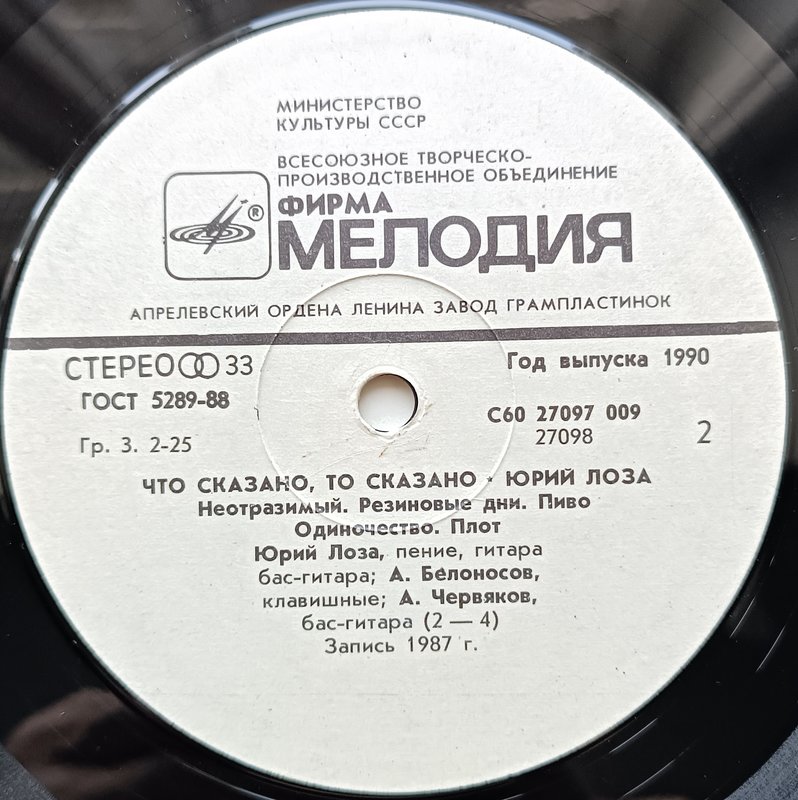 МИНИСТЕРСТВО
КУЛЬТУРЫ СССР
ВСЕСОЮЗНОЕ ТВОРЧЕСКО-
ПРОИЗВОДСТВЕННОЕ ОБЪЕДИНЕНИЕ
®
ФИРМА
МЕЛОДИЯ
АПРЕЛЕВСКИЙ ОРДЕНА ЛЕНИНА ЗАВОД ГРАМПЛАСТИНОК
СТЕРЕО 33
Год выпуска 1990
ГОСТ 5289-88
С60 27097 009
Гр. 3. 2-25
27098
2
ЧТО СКАЗАНО, ТО СКАЗАНО · ЮРИЙ ЛОЗА
Неотразимый. Резиновые дни. Пиво
Одиночество. Плот
Юрий Лоза, пение, гитара
бас-гитара; А. Белоносов,
клавишные; А. Червяков,
бас-гитара (2 — 4)
Запись 1987 г.